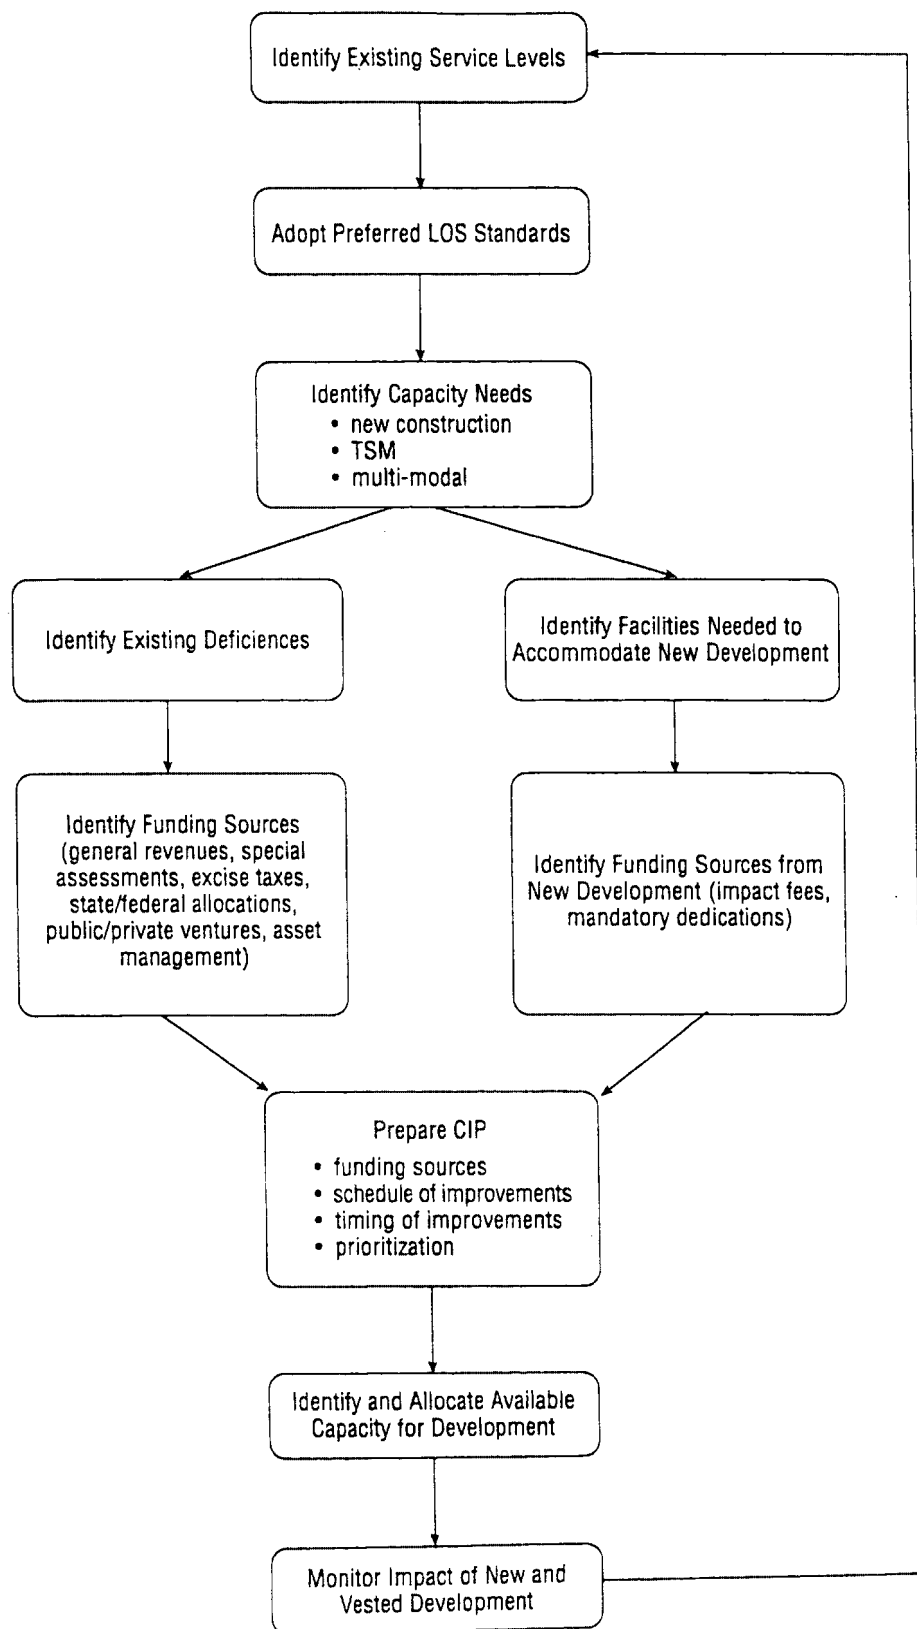 Identify Existing Service Levels
Adopt Preferred LOS Standards
Identify Capacity Needs
• new construction
• TSM
• multi-modal
Identify Existing Deficiences
Identify Facilities Needed to
Accommodate New Development
Identify Funding Sources
(general revenues, special
assessments, excise taxes,
state/federal allocations,
public/private ventures, asset
management)
Identify Funding Sources from
New Development (impact fees,
mandatory dedications)
Prepare CIP
• funding sources
• schedule of improvements
• timing of improvements
• prioritization
Identify and Allocate Available
Capacity for Development
Monitor Impact of New and
Vested Development